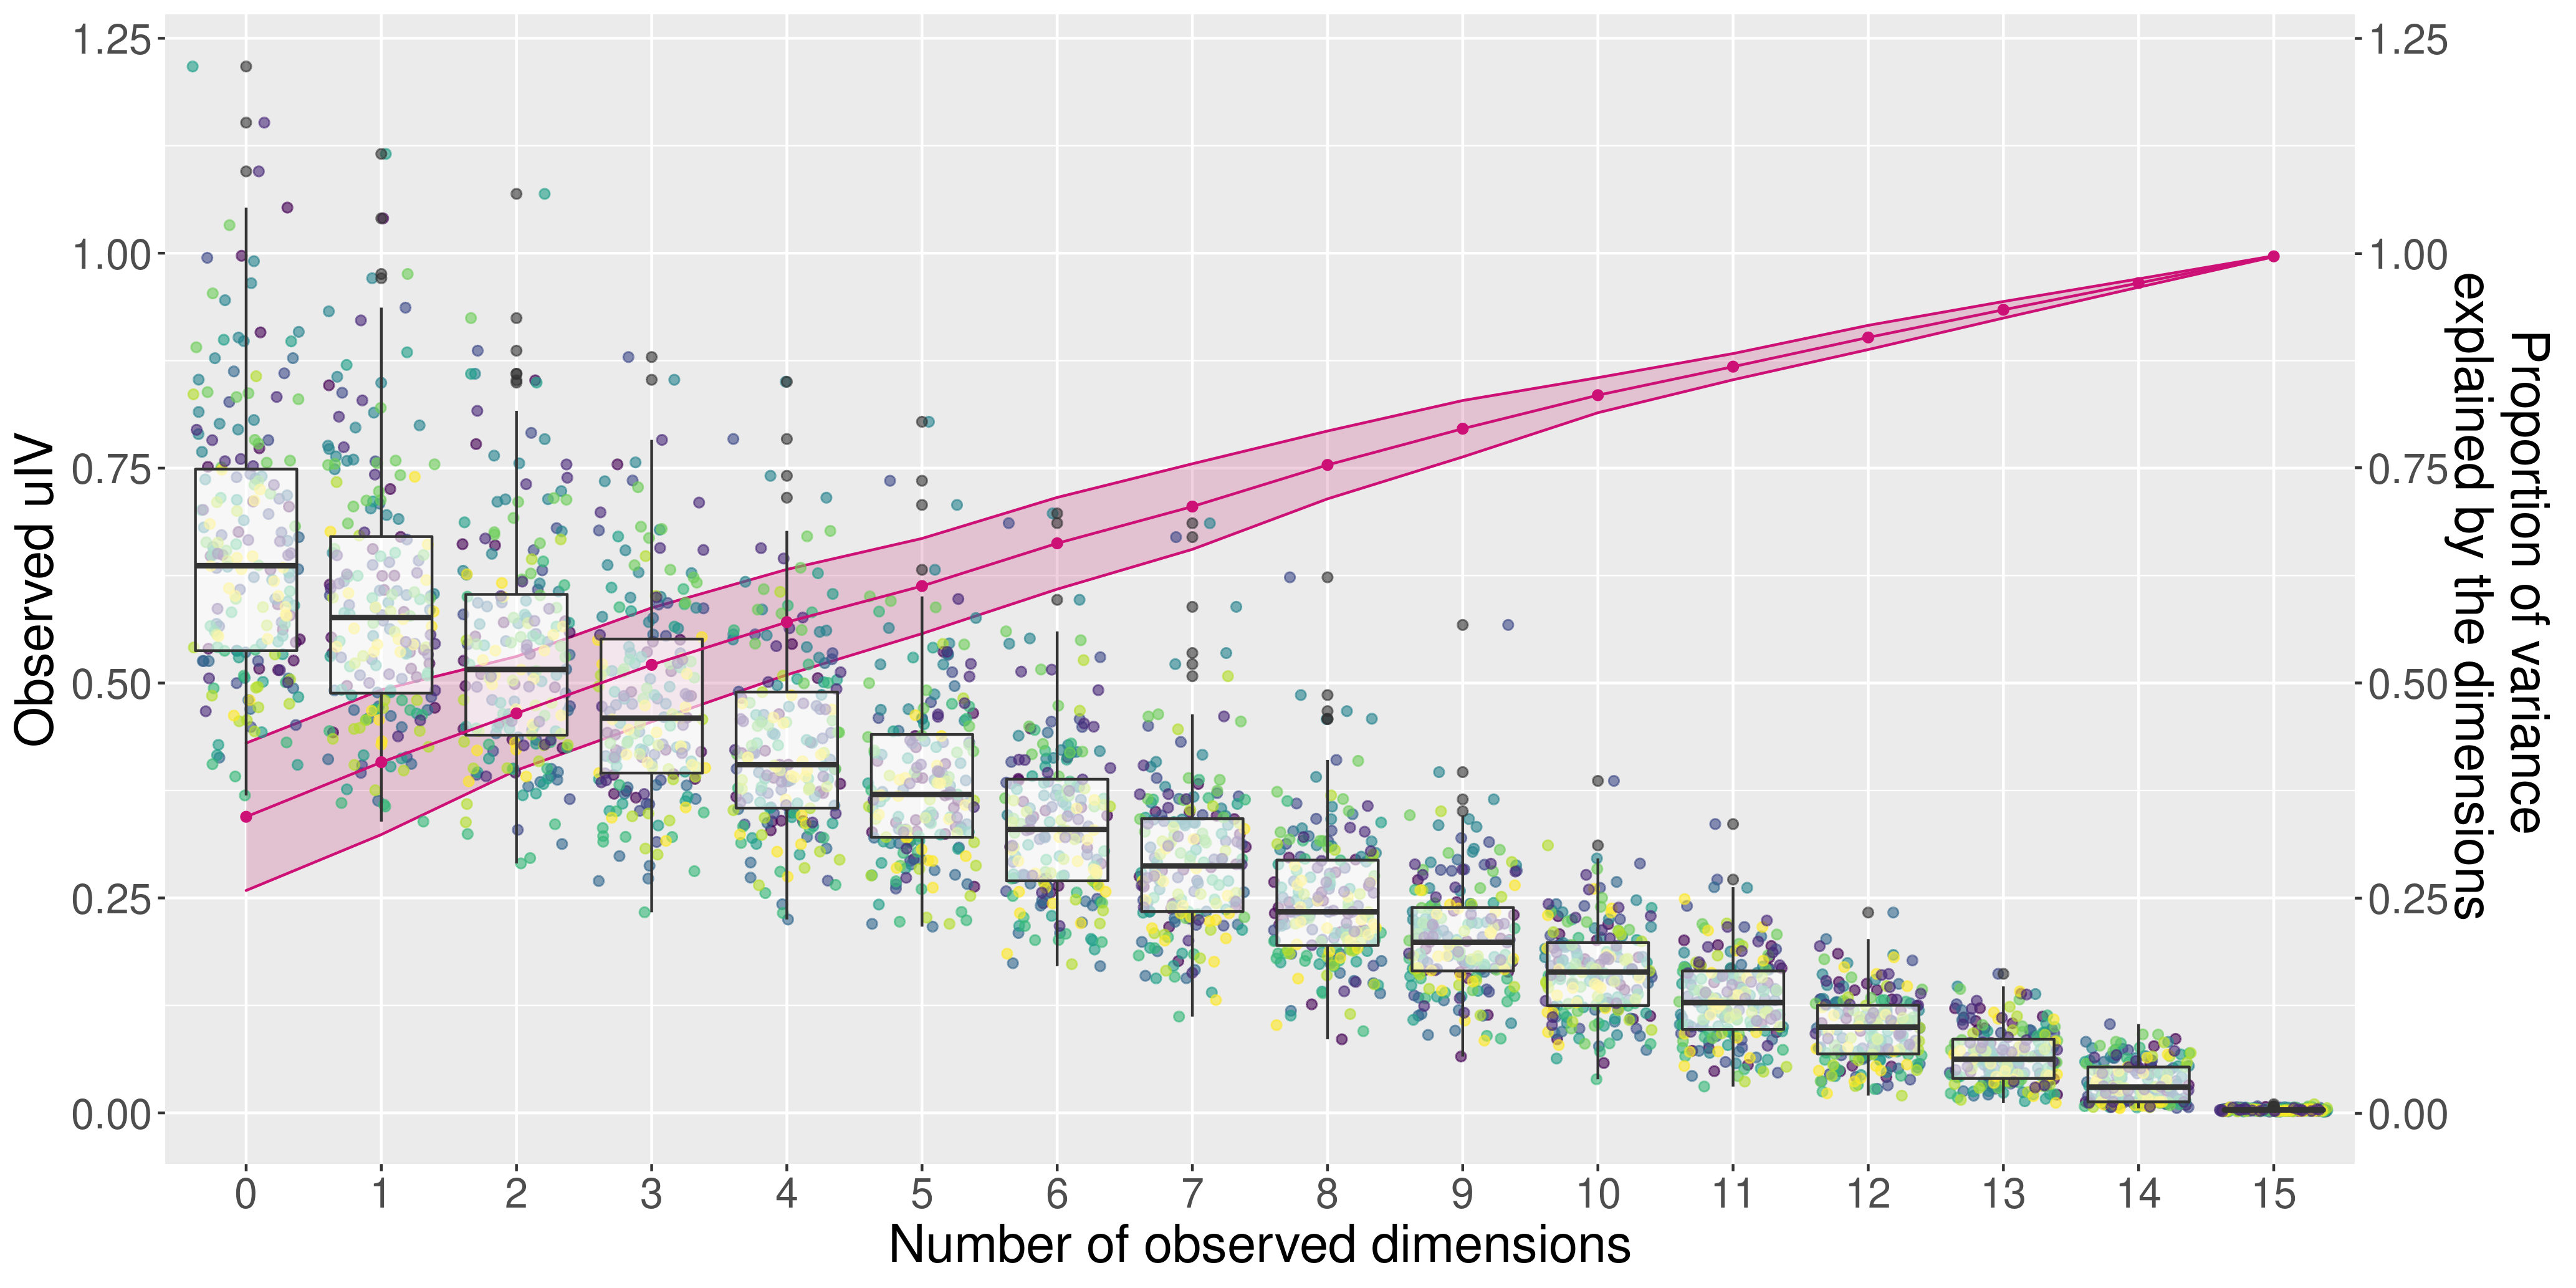 1.25
1.00
0.75
0.50
0.25
0.00
Observed uIV
0 1 2 3 4 5 6 7 8 9 10 11 12 13 14 15
Number of observed dimensions
1.25
1.00
0.75
0.50
0.25
0.00
Proportion of variance
explained by the dimensions